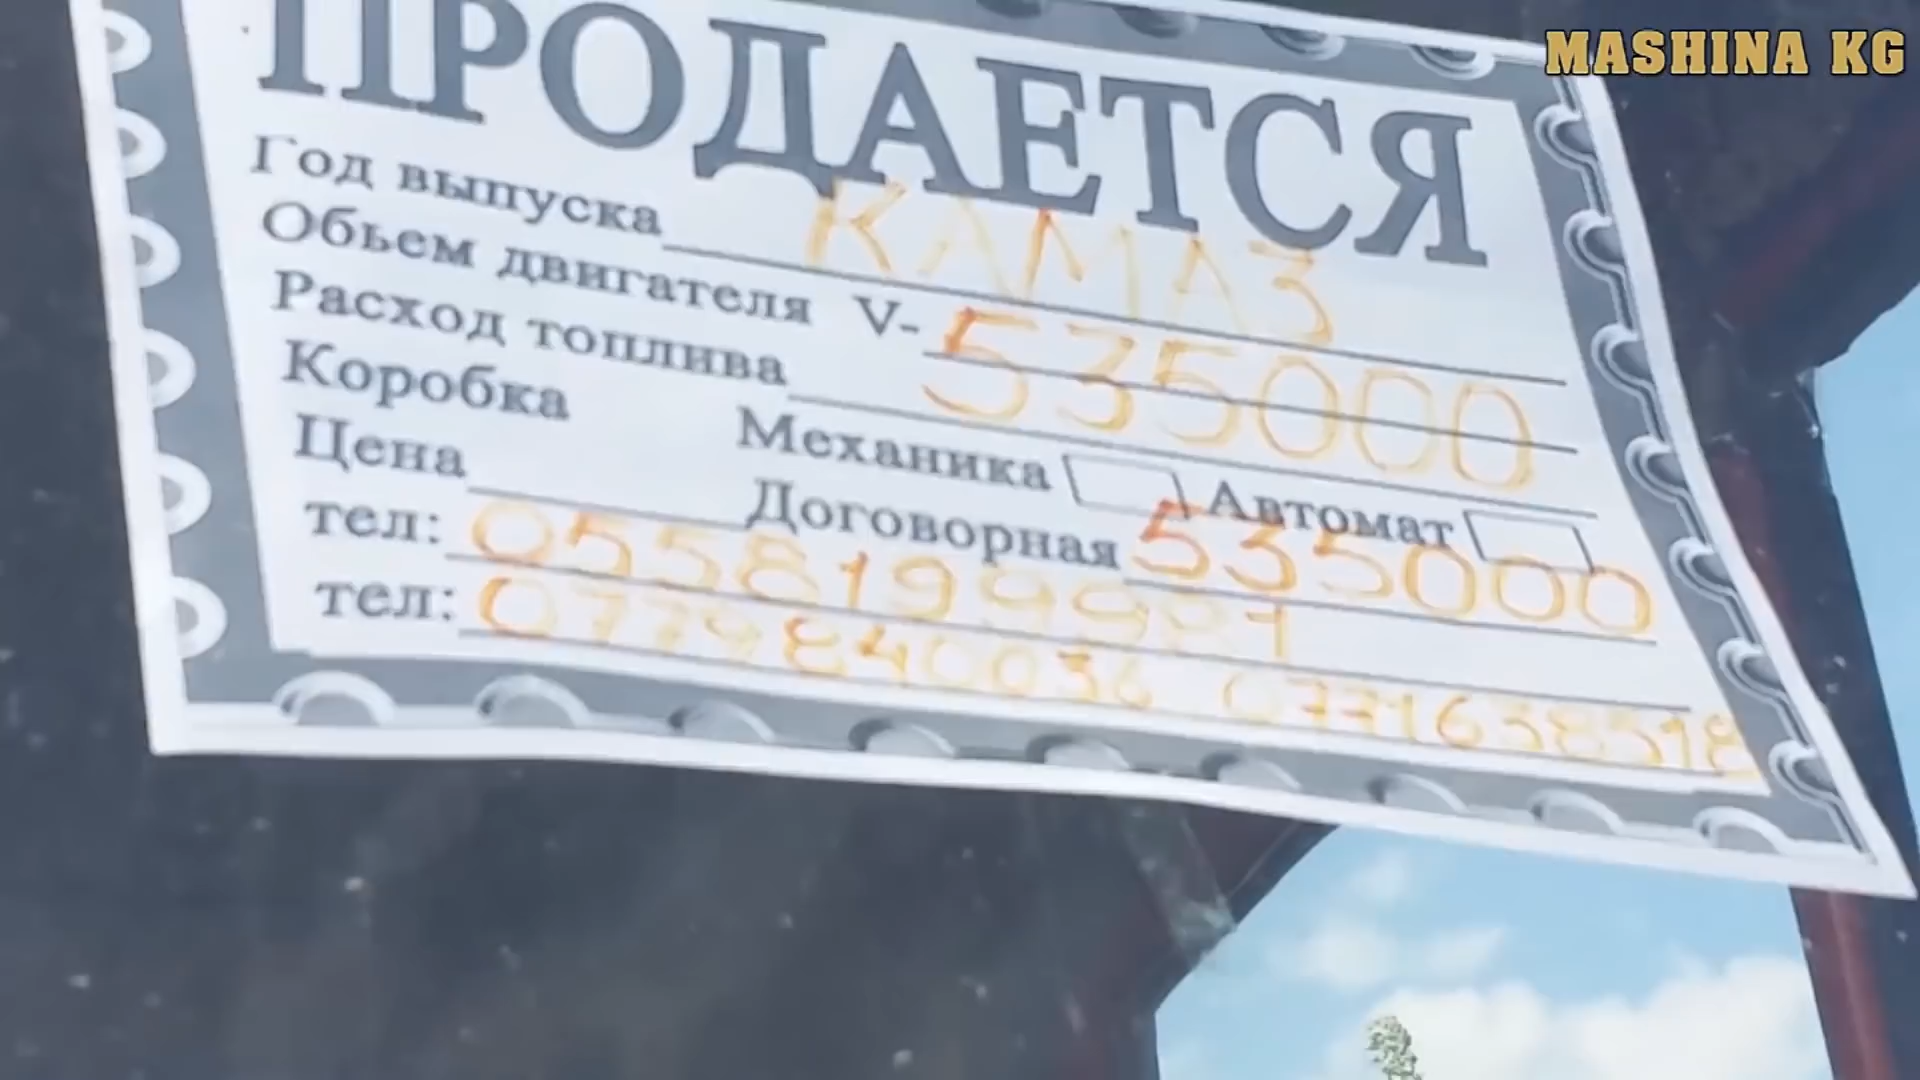 MASHINA KG
ПРОДАЕТСЯ
Год выпуска КАМАЗ
Обьем двигателя V- 535000
Расход топлива
Коробка Механика Автомат
Цена Договорная 535000
тел:
тел: 0779840036 0771638518